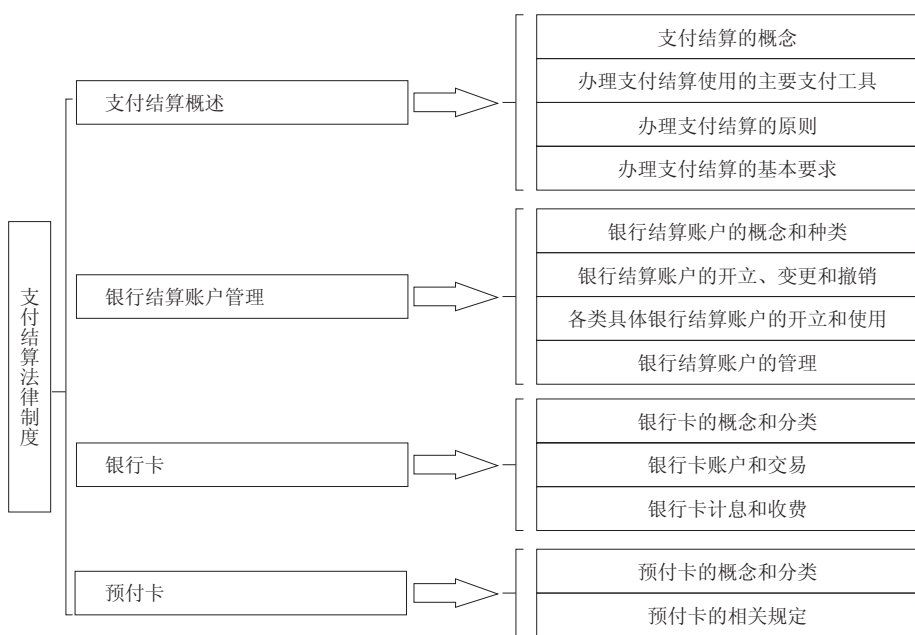 支付结算法律制度
支付结算概述
支付结算的概念
办理支付结算使用的主要支付工具
办理支付结算的原则
办理支付结算的基本要求
银行结算账户管理
银行结算账户的概念和种类
银行结算账户的开立、变更和撤销
各类具体银行结算账户的开立和使用
银行结算账户的管理
银行卡
银行卡的概念和分类
银行卡账户和交易
银行卡计息和收费
预付卡
预付卡的概念和分类
预付卡的相关规定